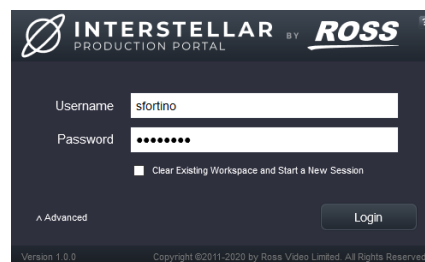 INTERSTELLAR BY ROSS
PRODUCTION PORTAL
Username sfortino
Password ••••••••
Clear Existing Workspace and Start a New Session
˄ Advanced Login
Version 1.0.0 Copyright ©2011-2020 by Ross Video Limited. All Rights Reserved